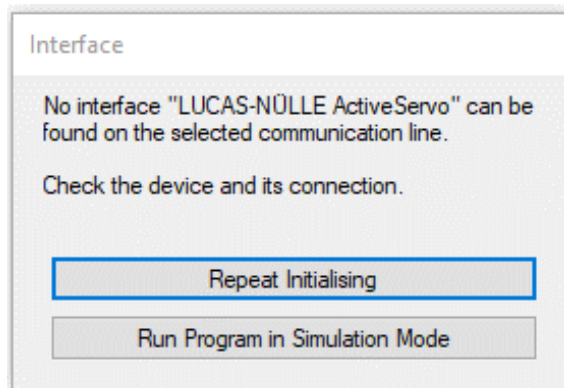 Interface
No interface "LUCAS-NÜLLE ActiveServo" can be
found on the selected communication line.
Check the device and its connection.
Repeat Initialising
Run Program in Simulation Mode